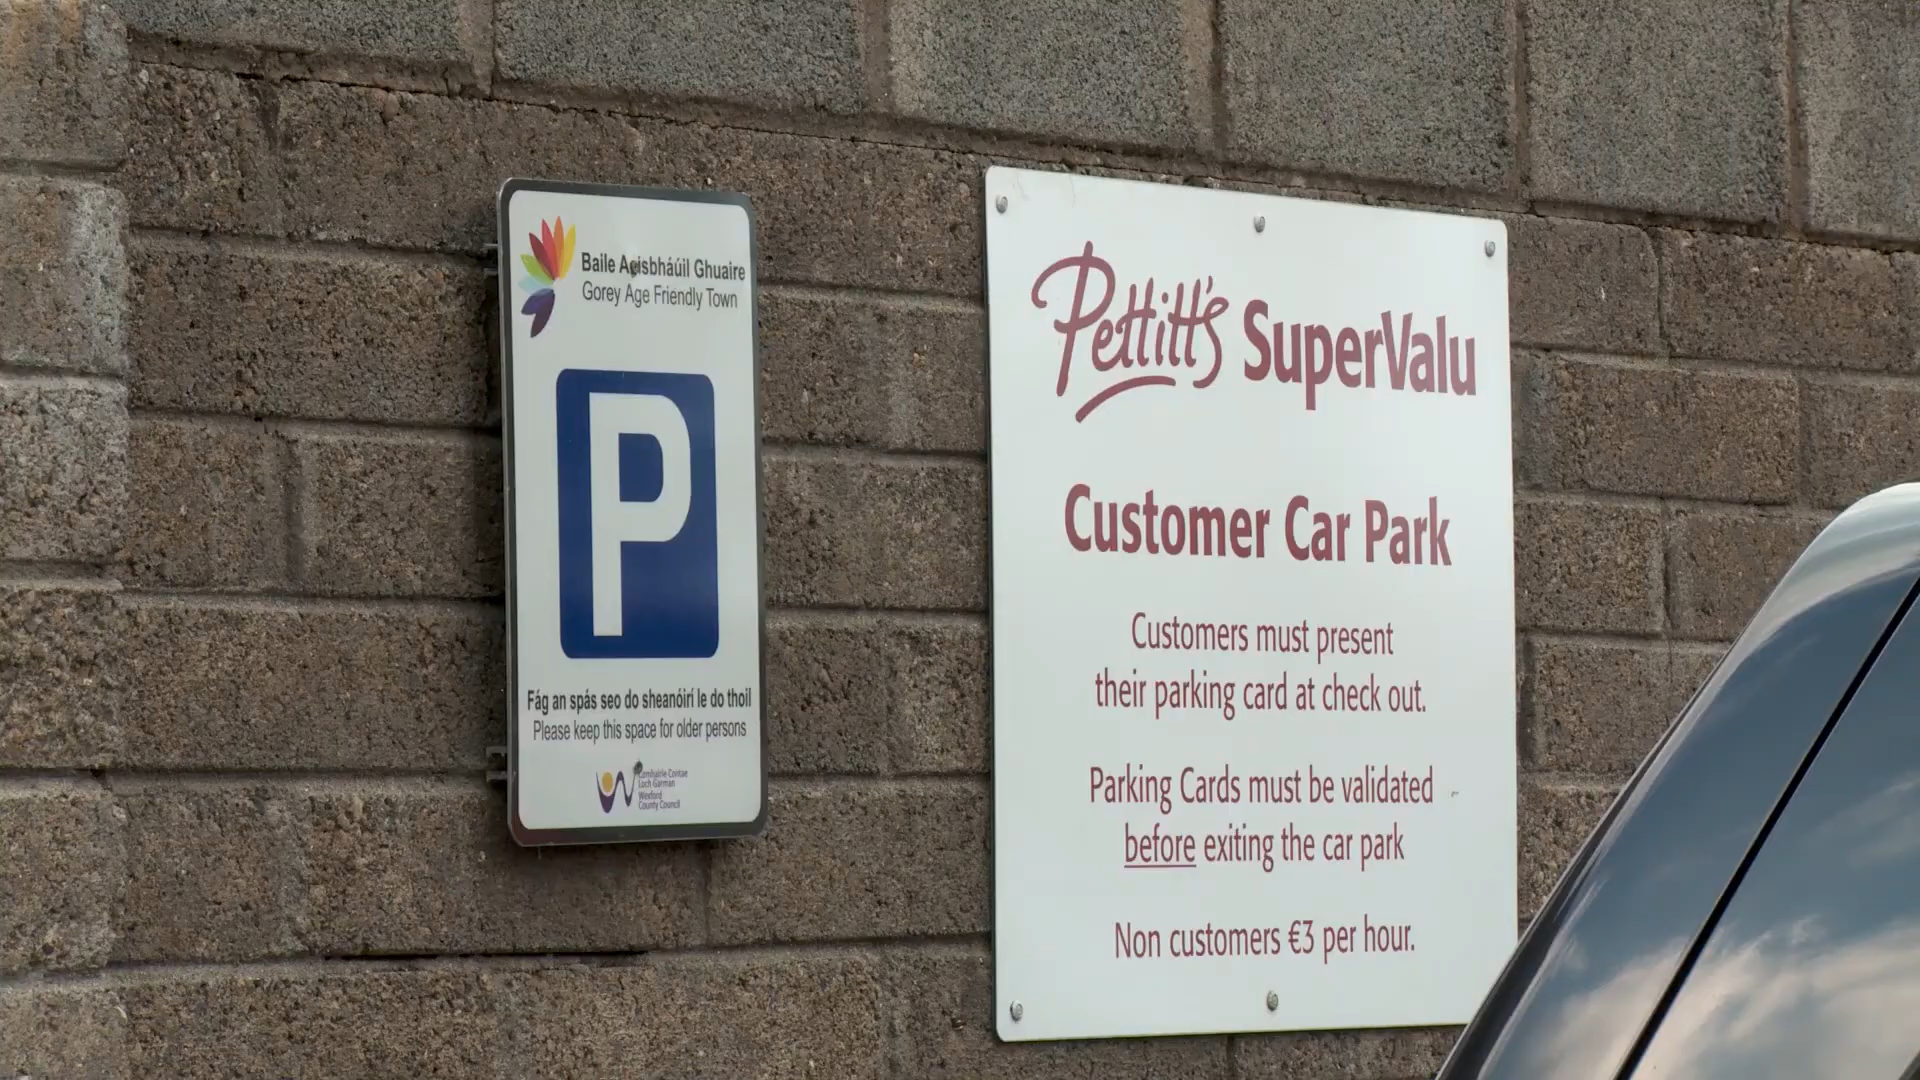 Baile Aoisbháúil Ghuaire
Gorey Age Friendly Town
P
Fág an spás seo do sheanóirí le do thoil
Please keep this space for older persons
Comhairle Contae
Loch Garman
Wexford
County Council
Pettitt's SuperValu
Customer Car Park
Customers must present
their parking card at check out.
Parking Cards must be validated
before exiting the car park
Non customers €3 per hour.